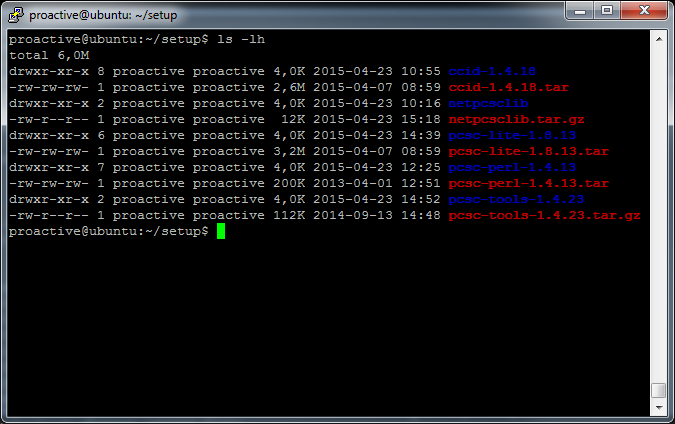 proactive@ubuntu: ~/setup
proactive@ubuntu:~/setup$ ls -lh
total 6,0M
drwxr-xr-x 8 proactive proactive 4,0K 2015-04-23 10:55 ccid-1.4.18
-rw-rw-rw- 1 proactive proactive 2,6M 2015-04-07 08:59 ccid-1.4.18.tar
drwxr-xr-x 2 proactive proactive 4,0K 2015-04-23 10:16 netpcsclib
-rw-r--r-- 1 proactive proactive  12K 2015-04-23 15:18 netpcsclib.tar.gz
drwxr-xr-x 6 proactive proactive 4,0K 2015-04-23 14:39 pcsc-lite-1.8.13
-rw-rw-rw- 1 proactive proactive 3,2M 2015-04-07 08:59 pcsc-lite-1.8.13.tar
drwxr-xr-x 7 proactive proactive 4,0K 2015-04-23 12:25 pcsc-perl-1.4.13
-rw-rw-rw- 1 proactive proactive 200K 2013-04-01 12:51 pcsc-perl-1.4.13.tar
drwxr-xr-x 2 proactive proactive 4,0K 2015-04-23 14:52 pcsc-tools-1.4.23
-rw-r--r-- 1 proactive proactive 112K 2014-09-13 14:48 pcsc-tools-1.4.23.tar.gz
proactive@ubuntu:~/setup$